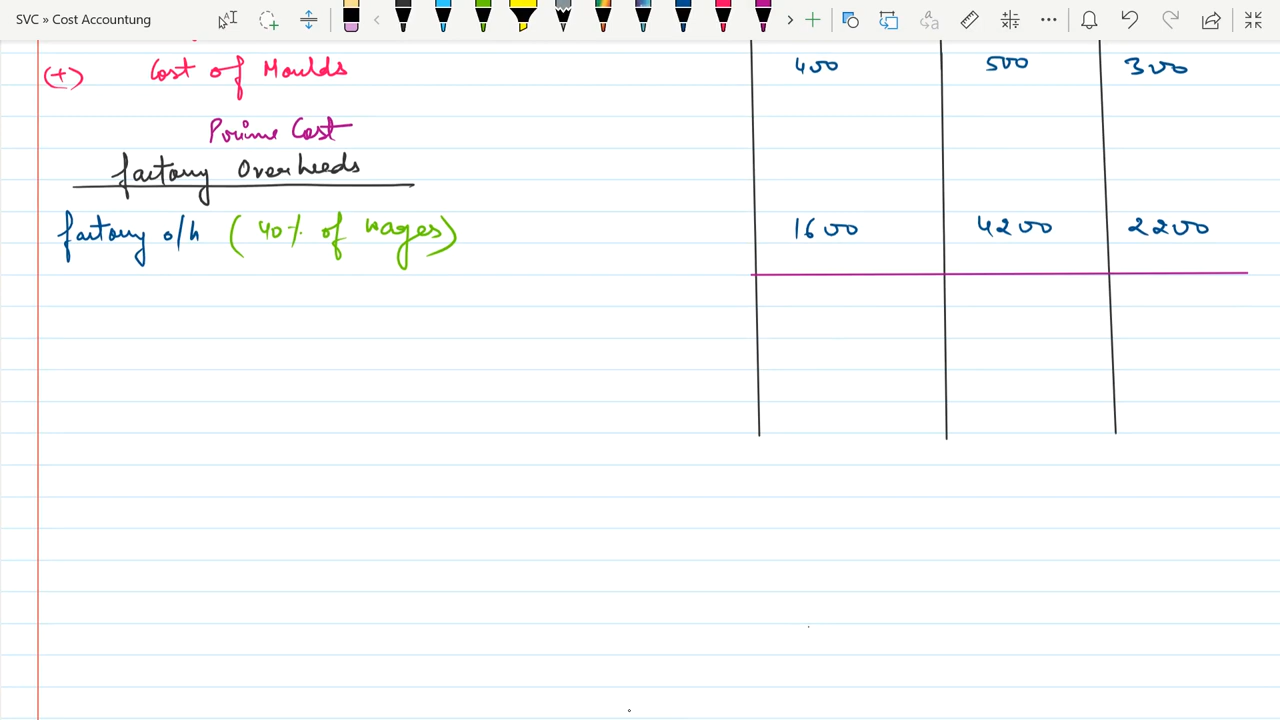 SVC » Cost Accountung
(+) Cost of Moulds 400 500 300
Prime Cost
factory Overheeds
factory o/h (40% of wages) 1600 4200 2200